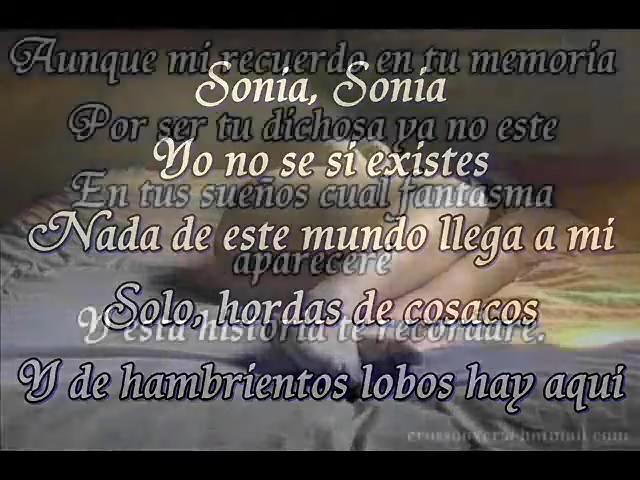 Aunque mi recuerdo en tu memoria
Sonia, Sonia
Por ser tu dichosa ya no este
Yo no se si existes
En tus sueños cual fantasma
Nada de este mundo llega a mi
aparecere
Solo, hordas de cosacos
Y esta historia te recordare.
Y de hambrientos lobos hay aqui